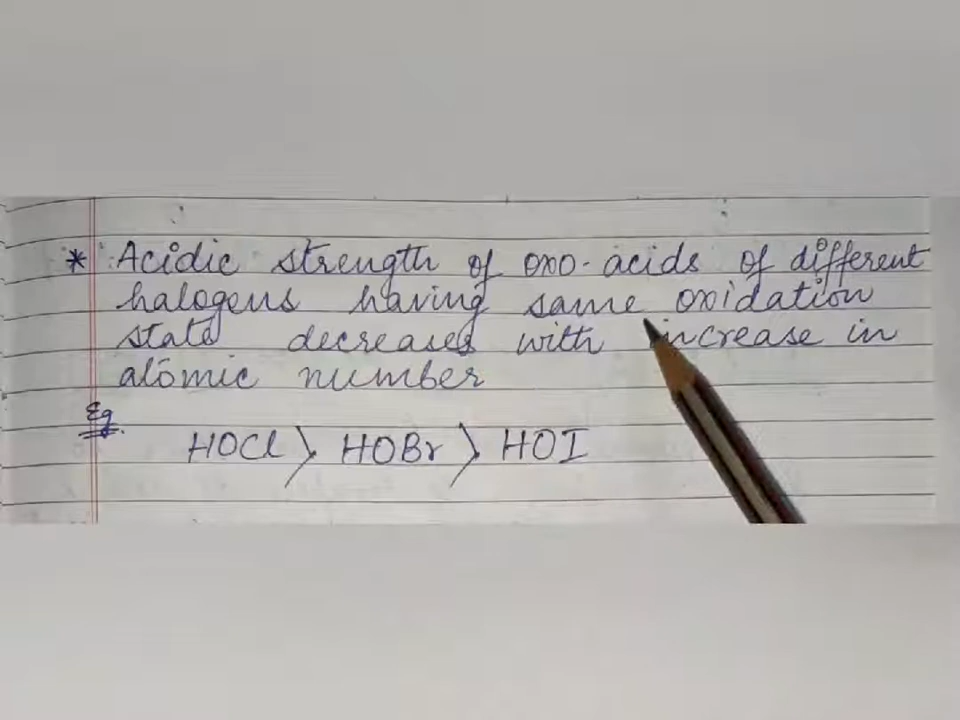 * Acidic strength of oxo-acids of different
halogens having same oxidation
state decreases with increase in
atomic number
Eg.
HOCl > HOBr > HOI